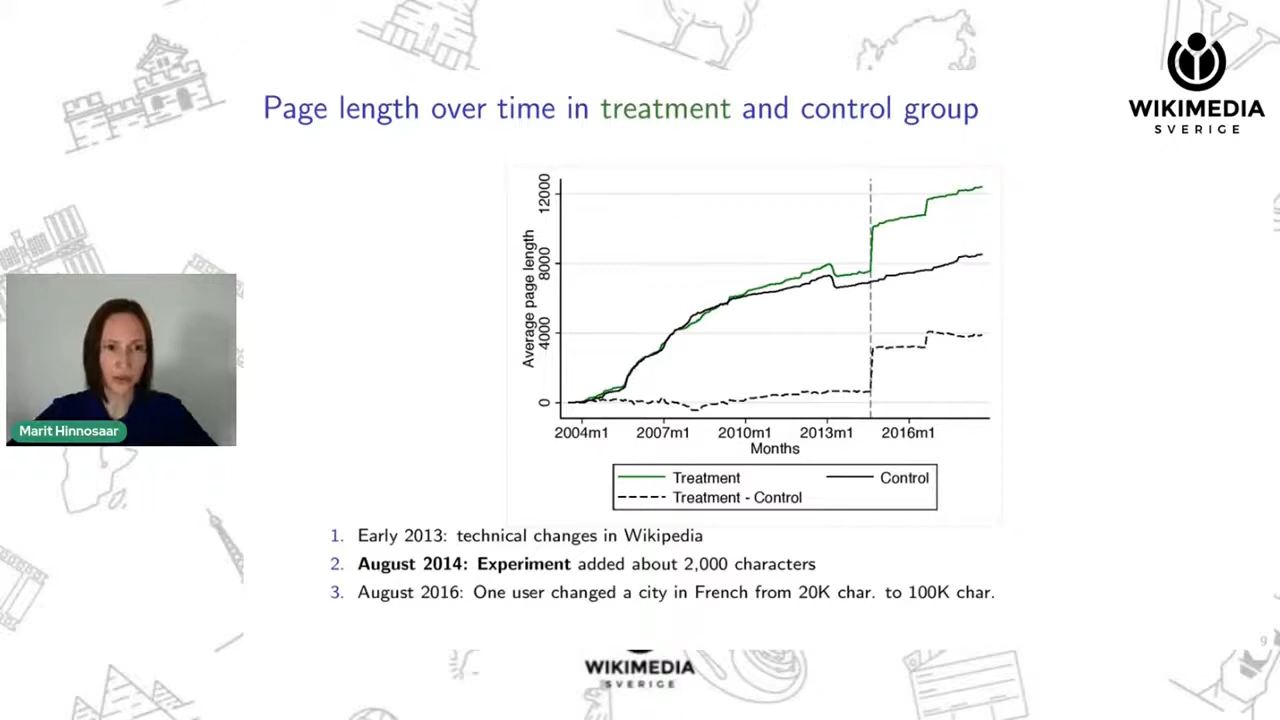 WIKIMEDIA
SVERIGE
Page length over time in treatment and control group
Average page length
12000
8000
4000
0
2004m1 2007m1 2010m1 2013m1 2016m1
Months
Treatment Control
Treatment - Control
Marit Hinnosaar
1. Early 2013: technical changes in Wikipedia
2. August 2014: Experiment added about 2,000 characters
3. August 2016: One user changed a city in French from 20K char. to 100K char.
9
WIKIMEDIA
SVERIGE